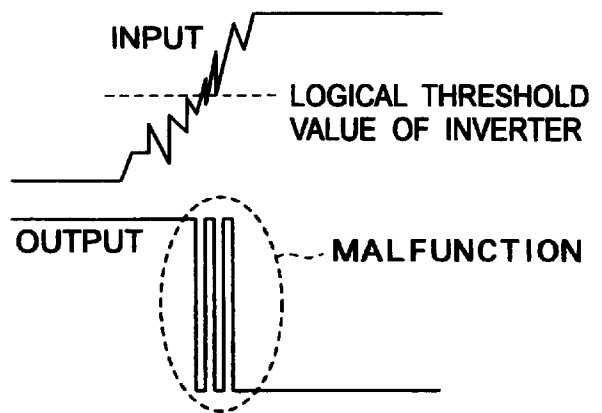 INPUT
LOGICAL THRESHOLD
VALUE OF INVERTER
OUTPUT
MALFUNCTION